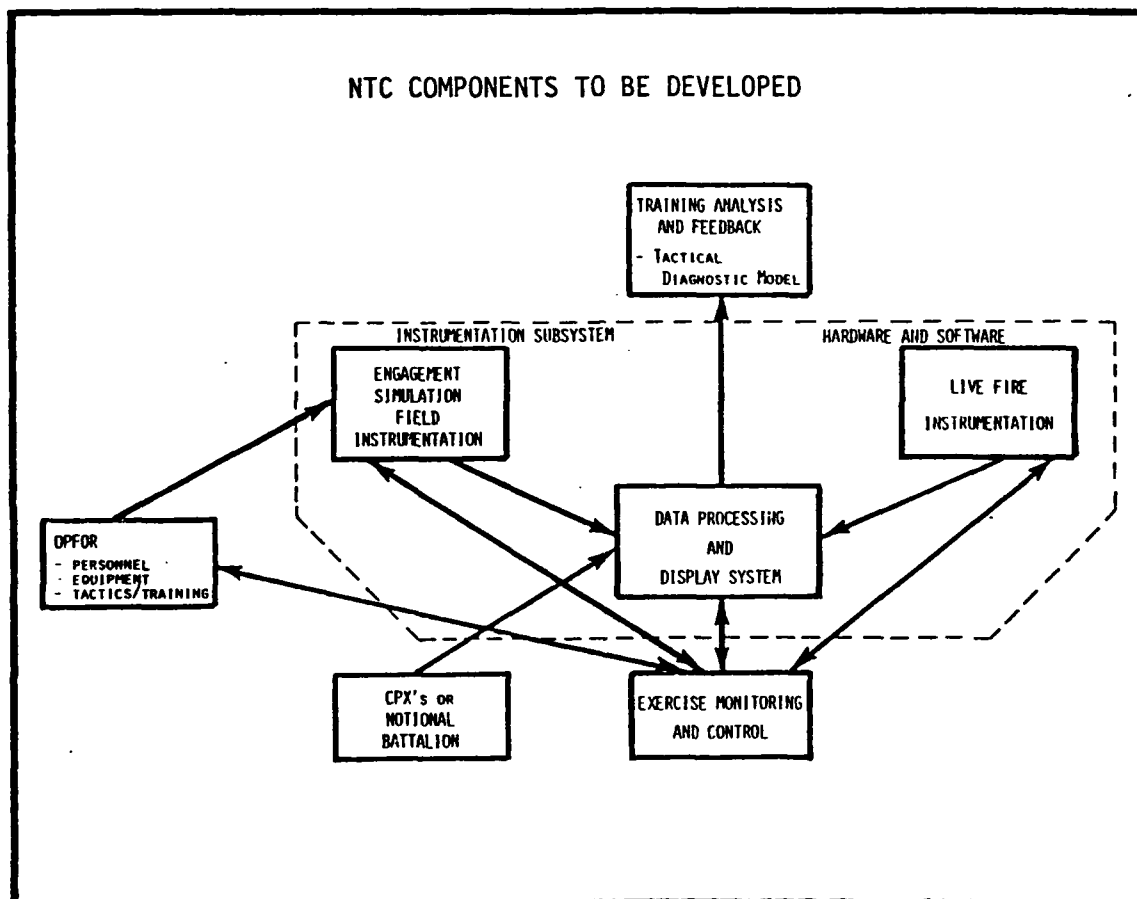 NTC COMPONENTS TO BE DEVELOPED
TRAINING ANALYSIS
AND FEEDBACK
- TACTICAL
DIAGNOSTIC MODEL
INSTRUMENTATION SUBSYSTEM
HARDWARE AND SOFTWARE
ENGAGEMENT
SIMULATION
FIELD
INSTRUMENTATION
LIVE FIRE
INSTRUMENTATION
DATA PROCESSING
AND
DISPLAY SYSTEM
OPFOR
- PERSONNEL
- EQUIPMENT
- TACTICS/TRAINING
CPX's OR
NOTIONAL
BATTALION
EXERCISE MONITORING
AND CONTROL